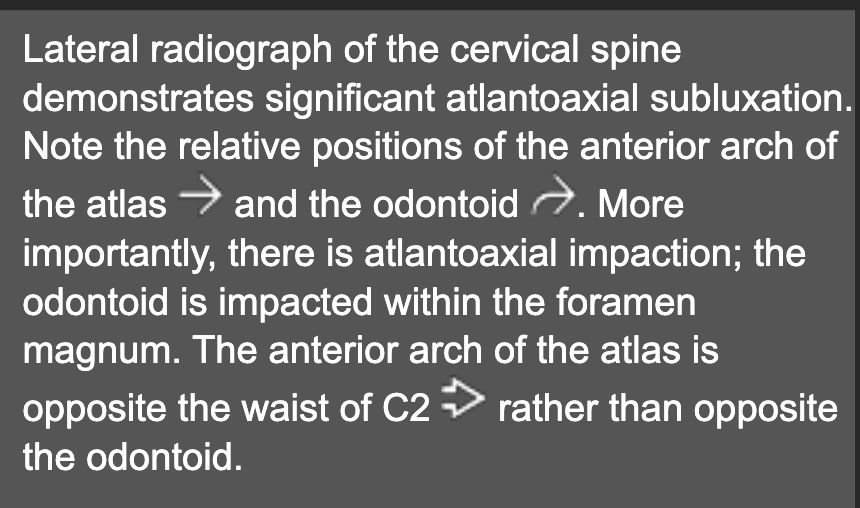 Lateral radiograph of the cervical spine
demonstrates significant atlantoaxial subluxation.
Note the relative positions of the anterior arch of
the atlas → and the odontoid ↷. More
importantly, there is atlantoaxial impaction; the
odontoid is impacted within the foramen
magnum. The anterior arch of the atlas is
opposite the waist of C2 ⇨ rather than opposite
the odontoid.